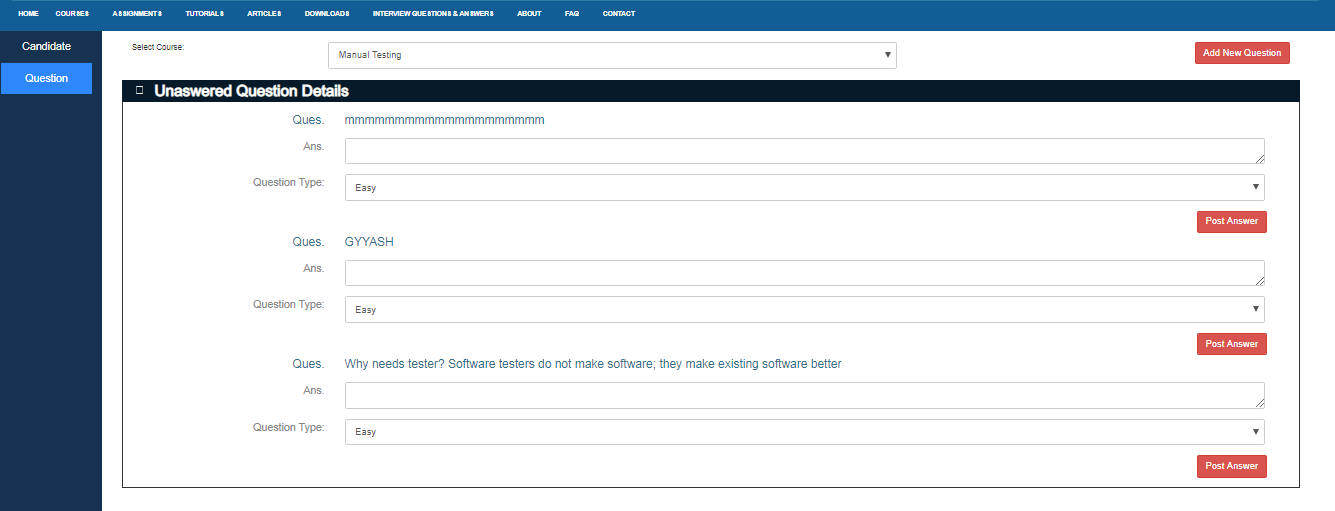 HOME COURSES ASSIGNMENTS TUTORIALS ARTICLES DOWNLOADS INTERVIEW QUESTIONS & ANSWERS ABOUT FAQ CONTACT
Candidate
Question
Select Course: Manual Testing Add New Question
Unaswered Question Details
Ques. mmmmmmmmmmmmmmmmmmmm
Ans.
Question Type: Easy
Post Answer
Ques. GYYASH
Ans.
Question Type: Easy
Post Answer
Ques. Why needs tester? Software testers do not make software; they make existing software better
Ans.
Question Type: Easy
Post Answer